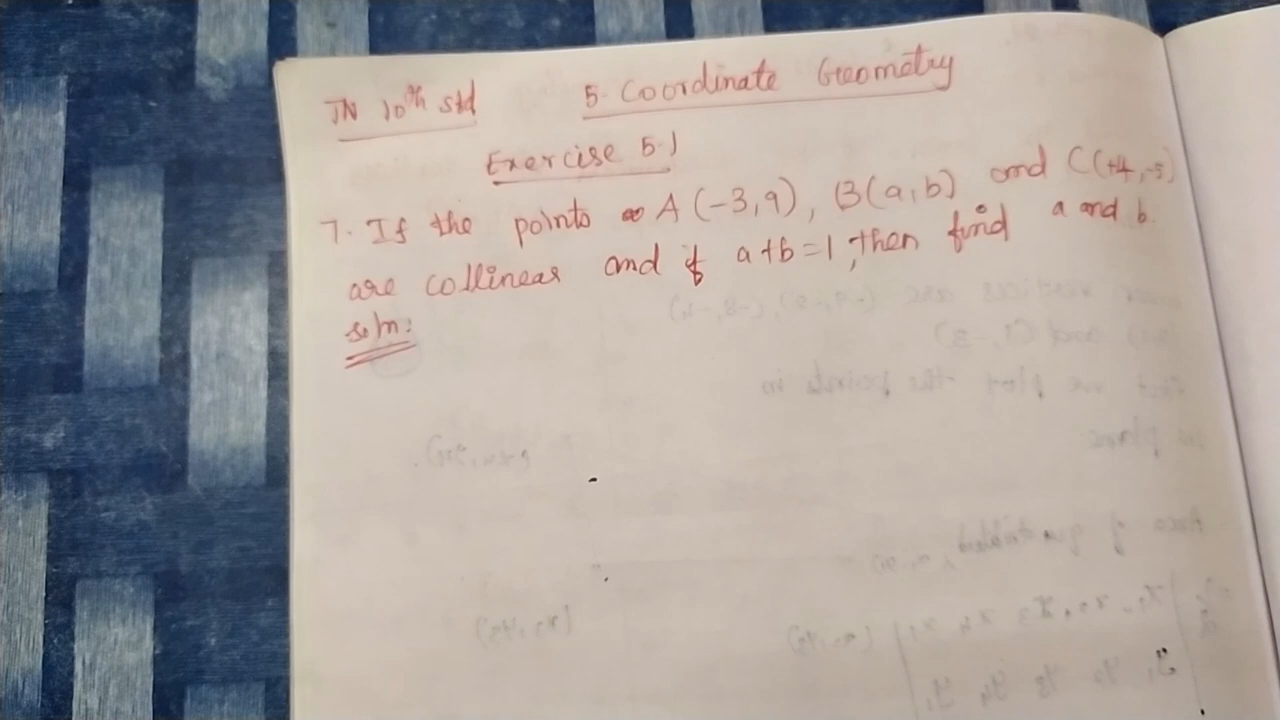 TN 10th std 5. Coordinate Geometry
Exercise 5.1
7. If the points A(-3,9), B(a,b) and C(+4,-5)
are collinear and if a+b=1, then find a and b.
soln: